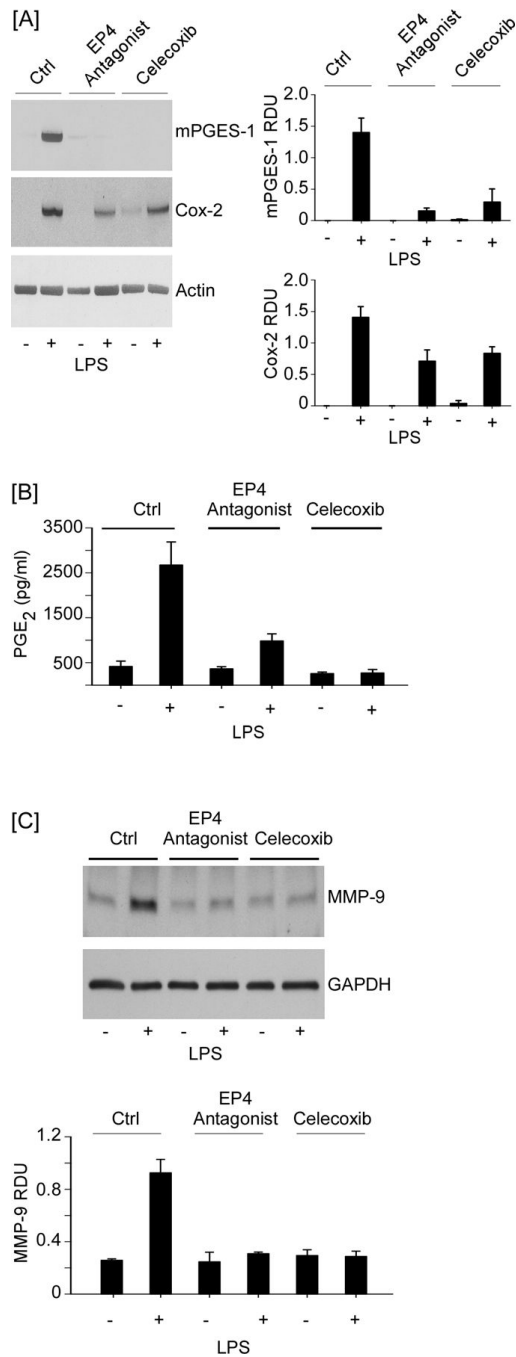 [A]
Ctrl
EP4
Antagonist
Celecoxib
mPGES-1
Cox-2
Actin
- + - + - +
LPS
Ctrl
EP4
Antagonist
Celecoxib
mPGES-1 RDU
2.0
1.5
1.0
0.5
0
- + - + - +
LPS
Cox-2 RDU
2.0
1.5
1.0
0.5
0
- + - + - +
LPS
[B]
Ctrl
EP4
Antagonist
Celecoxib
PGE2 (pg/ml)
3500
2500
1500
500
- + - + - +
LPS
[C]
Ctrl
EP4
Antagonist
Celecoxib
MMP-9
GAPDH
- + - + - +
LPS
Ctrl
EP4
Antagonist
Celecoxib
MMP-9 RDU
1.2
0.8
0.4
0
- + - + - +
LPS